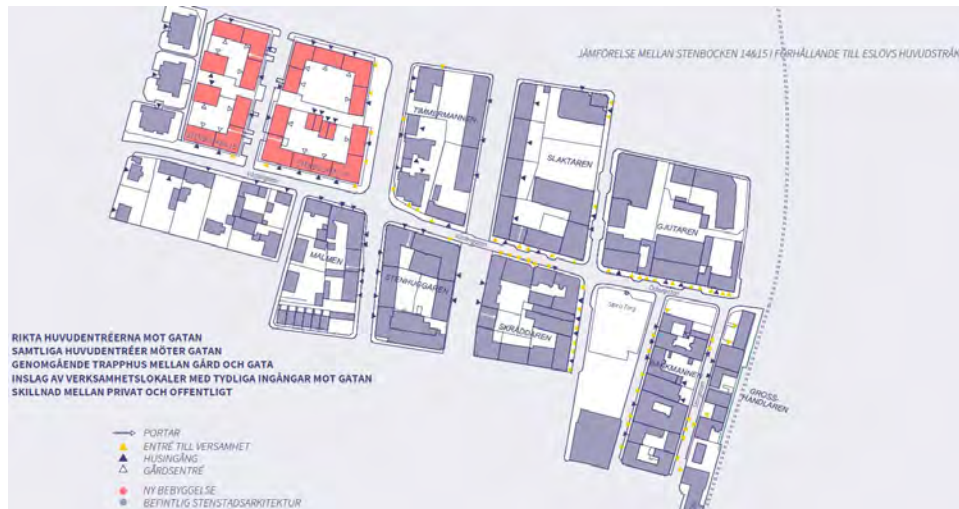 JÄMFÖRELSE MELLAN STENBOCKEN 14&15 I FÖRHÅLLANDE TILL ESLÖVS HUVUDSTRÅK
TIMMERMANNEN
SLAKTAREN
GJUTAREN
MALMEN
STENHUGGAREN
SKRÄDDAREN
Stora Torg
GROSS-
HANDLAREN
RIKTA HUVUDENTRÉERNA MOT GATAN
SAMTLIGA HUVUDENTRÉER MÖTER GATAN
GENOMGÅENDE TRAPPHUS MELLAN GÅRD OCH GATA
INSLAG AV VERKSAMHETSLOKALER MED TYDLIGA INGÅNGAR MOT GATAN
SKILLNAD MELLAN PRIVAT OCH OFFENTLIGT
PORTAR
ENTRÉ TILL VERSAMHET
HUSINGÅNG
GÅRDSENTRÉ
NY BEBYGGELSE
BEFINTLIG STENSTADSARKITEKTUR